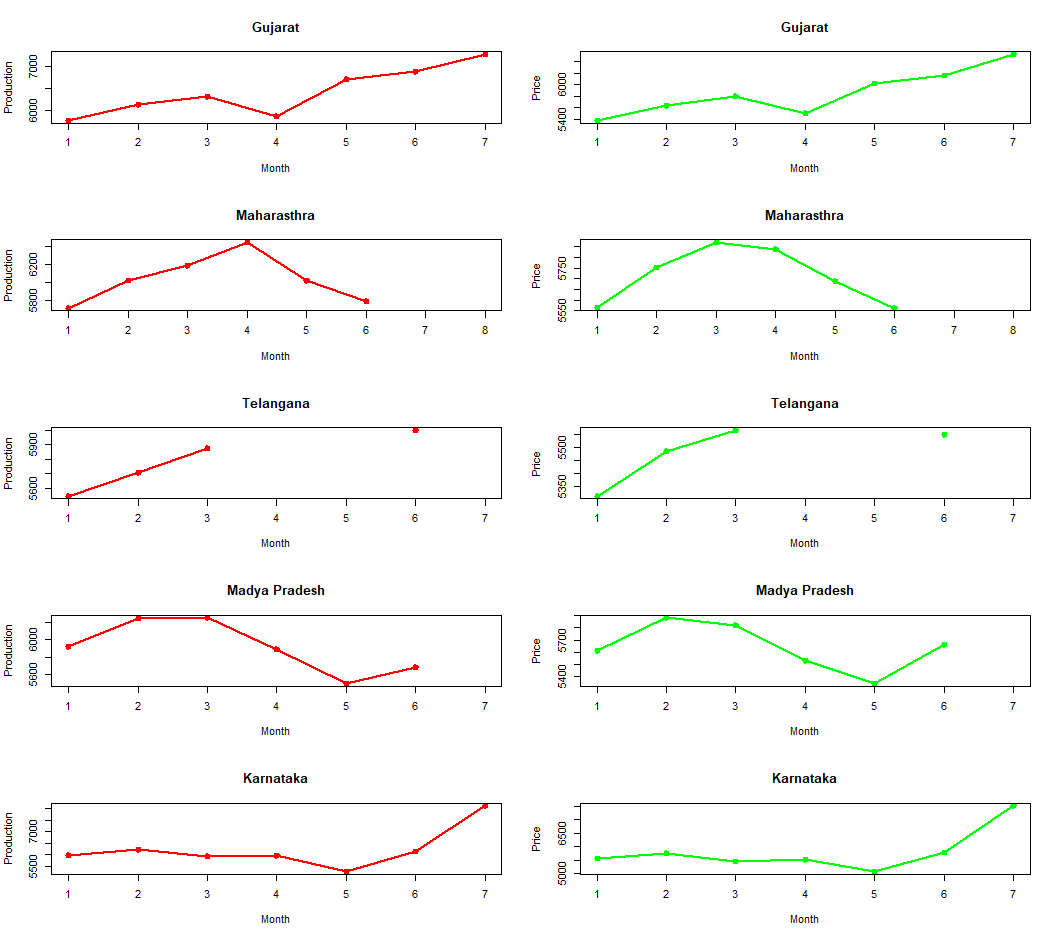 Gujarat
Production
6000 7000
1 2 3 4 5 6 7
Month
Gujarat
Price
5400 6000
1 2 3 4 5 6 7
Month
Maharasthra
Production
5800 6200
1 2 3 4 5 6 7 8
Month
Maharasthra
Price
5550 5750
1 2 3 4 5 6 7 8
Month
Telangana
Production
5600 5900
1 2 3 4 5 6 7
Month
Telangana
Price
5350 5500
1 2 3 4 5 6 7
Month
Madya Pradesh
Production
5600 6000
1 2 3 4 5 6 7
Month
Madya Pradesh
Price
5400 5700
1 2 3 4 5 6 7
Month
Karnataka
Production
5500 7000
1 2 3 4 5 6 7
Month
Karnataka
Price
5000 6500
1 2 3 4 5 6 7
Month